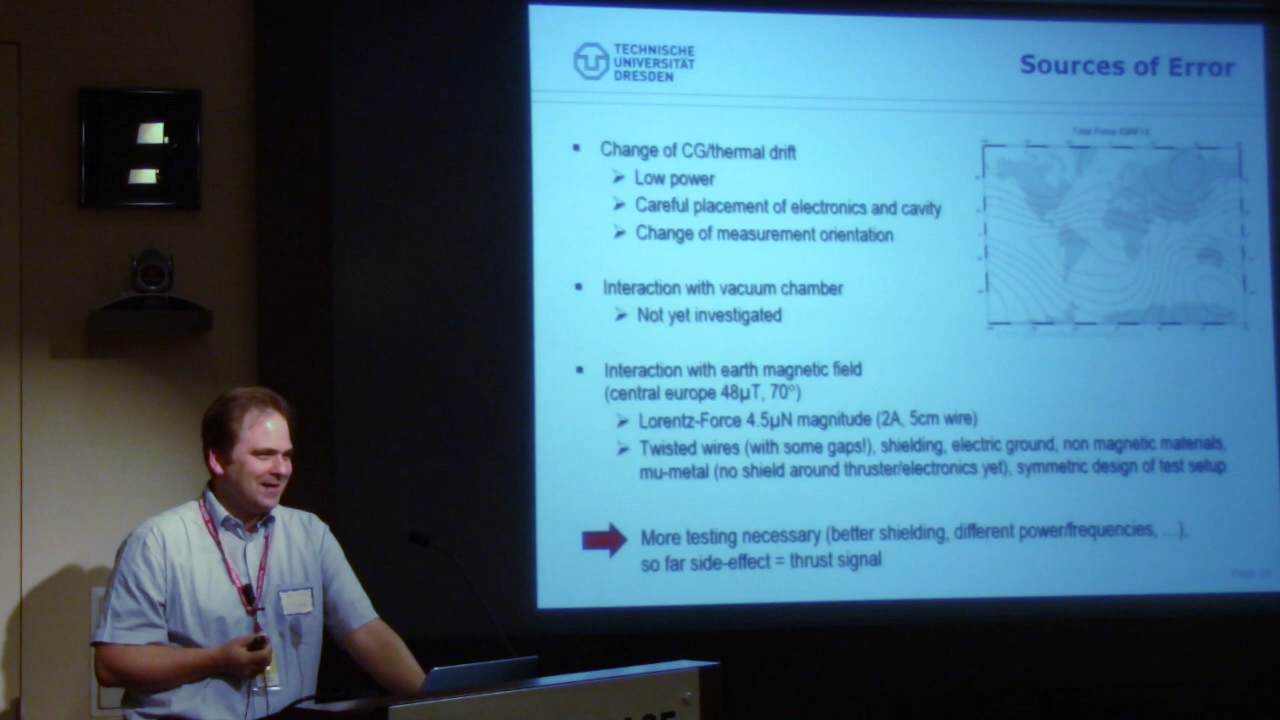 TECHNISCHE
UNIVERSITÄT
DRESDEN
Sources of Error
▪ Change of CG/thermal drift
➢ Low power
➢ Careful placement of electronics and cavity
➢ Change of measurement orientation
▪ Interaction with vacuum chamber
➢ Not yet investigated
▪ Interaction with earth magnetic field
(central europe 48µT, 70°)
➢ Lorentz-Force 4.5µN magnitude (2A, 5cm wire)
➢ Twisted wires (with some gaps!), shielding, electric ground, non magnetic materials,
mu-metal (no shield around thruster/electronics yet), symmetric design of test setup
More testing necessary (better shielding, different power/frequencies, ...),
so far side-effect = thrust signal